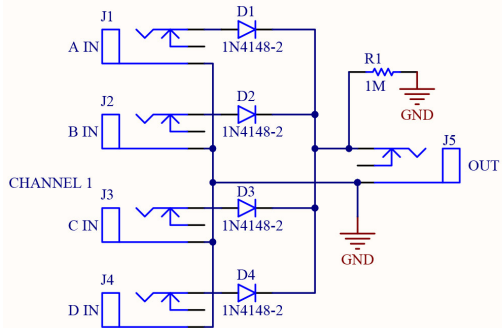 J1
D1
A IN
1N4148-2
R1
1M
GND
J2
D2
B IN
1N4148-2
J5
OUT
CHANNEL 1
J3
D3
C IN
1N4148-2
GND
J4
D4
D IN
1N4148-2